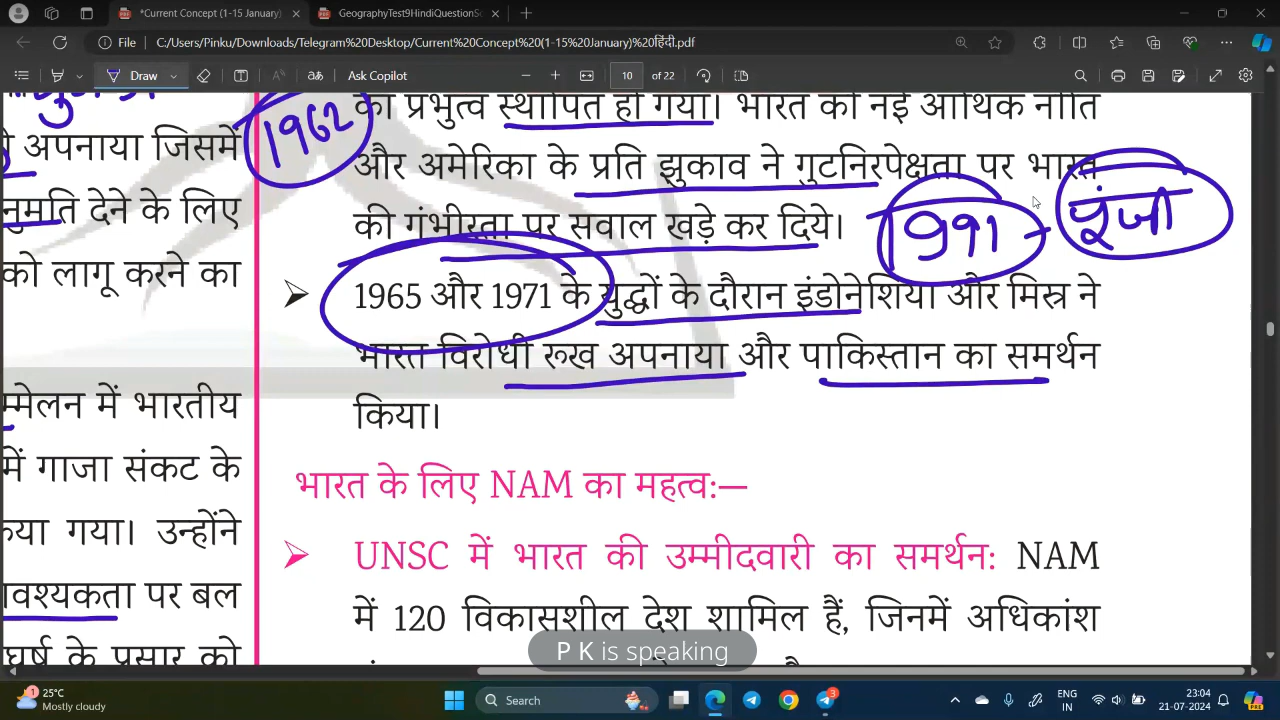 *Current Concept (1-15 January)
GeographyTest9HindiQuestionSc
File
C:/Users/Pinku/Downloads/Telegram%20Desktop/Current%20Concept%20(1-15%20January)%20हिंदी.pdf
Draw
Ask Copilot
10 of 22
1962
का प्रभुत्व स्थापित हो गया। भारत की नई आर्थिक नीति
अपनाया जिसमें
और अमेरिका के प्रति झुकाव ने गुटनिरपेक्षता पर भारत
नुमति देने के लिए
की गंभीरता पर सवाल खड़े कर दिये।
1991 - पूंजी
को लागू करने का
1965 और 1971 के युद्धों के दौरान इंडोनेशिया और मिस्र ने
भारत विरोधी रुख अपनाया और पाकिस्तान का समर्थन
म्मेलन में भारतीय
किया।
में गाजा संकट के
भारत के लिए NAM का महत्व:—
कया गया। उन्होंने
UNSC में भारत की उम्मीदवारी का समर्थन: NAM
वश्यकता पर बल
में 120 विकासशील देश शामिल हैं, जिनमें अधिकांश
घर्ष के प्रसार को
P K is speaking
25°C
Mostly cloudy
Search
ENG
IN
23:04
21-07-2024